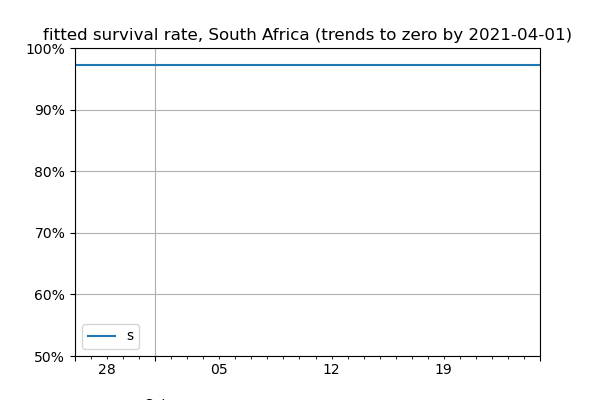 fitted survival rate, South Africa (trends to zero by 2021-04-01)
100%
90%
80%
70%
60%
50%
s
28 05 12 19